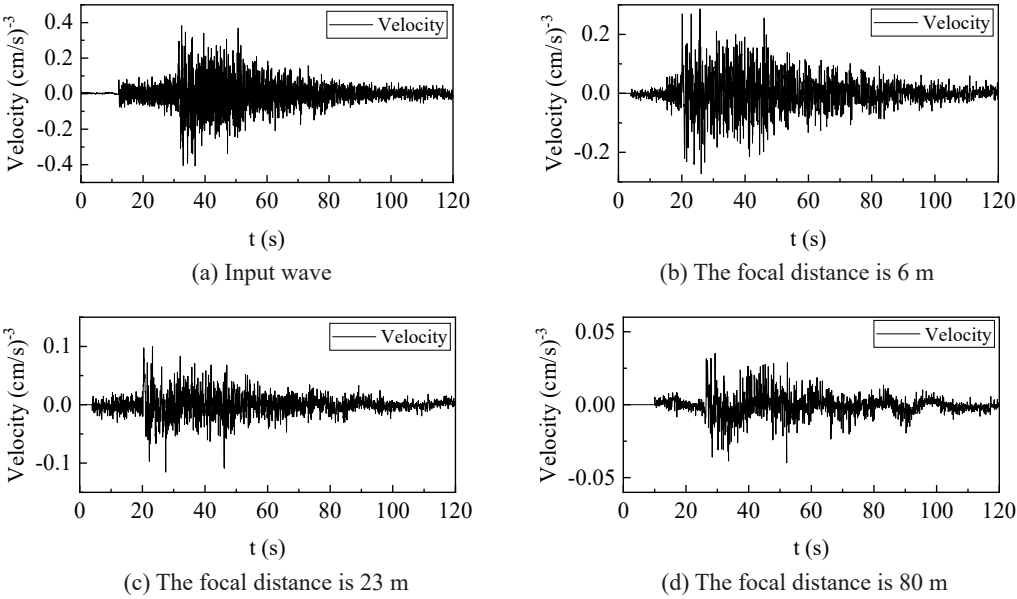 Velocity (cm/s)-3
0.4
0.2
0.0
-0.2
-0.4
Velocity
0 20 40 60 80 100 120
t (s)
(a) Input wave
Velocity (cm/s)-3
0.2
0.0
-0.2
Velocity
0 20 40 60 80 100 120
t (s)
(b) The focal distance is 6 m
Velocity (cm/s)-3
0.1
0.0
-0.1
Velocity
0 20 40 60 80 100 120
t (s)
(c) The focal distance is 23 m
Velocity (cm/s)-3
0.05
0.00
-0.05
Velocity
0 20 40 60 80 100 120
t (s)
(d) The focal distance is 80 m